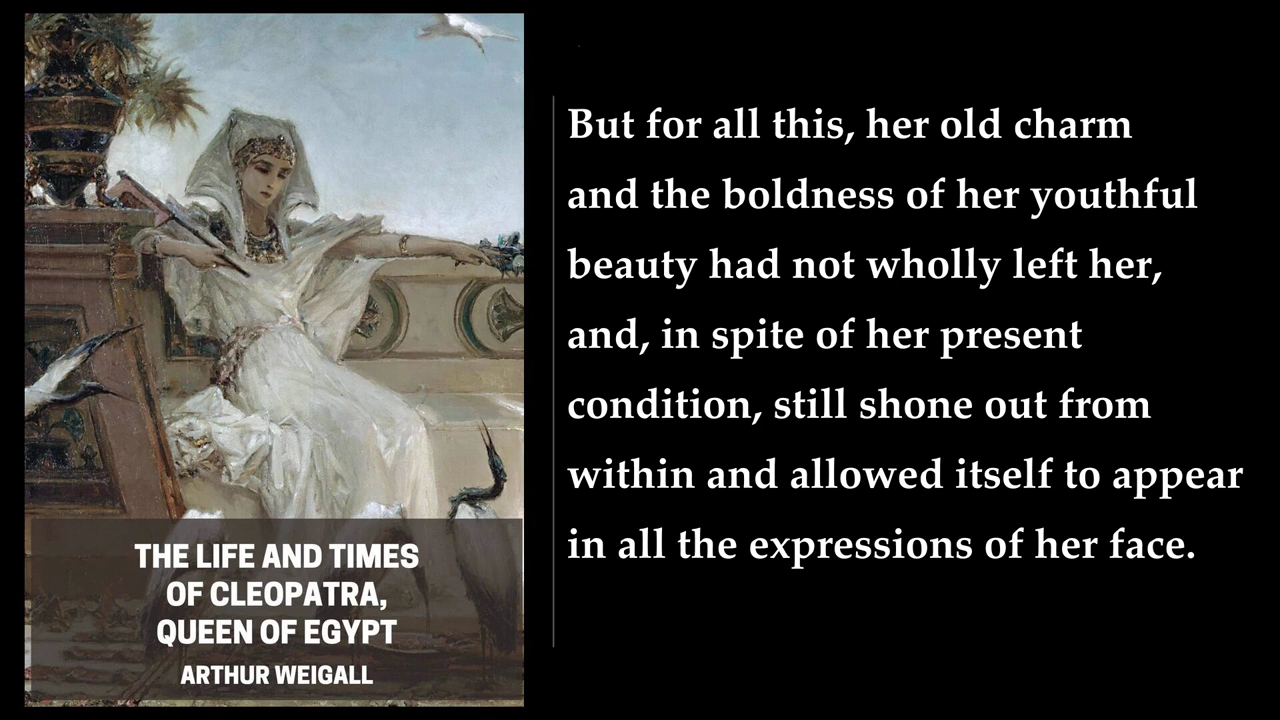 THE LIFE AND TIMES
OF CLEOPATRA,
QUEEN OF EGYPT
ARTHUR WEIGALL
But for all this, her old charm
and the boldness of her youthful
beauty had not wholly left her,
and, in spite of her present
condition, still shone out from
within and allowed itself to appear
in all the expressions of her face.